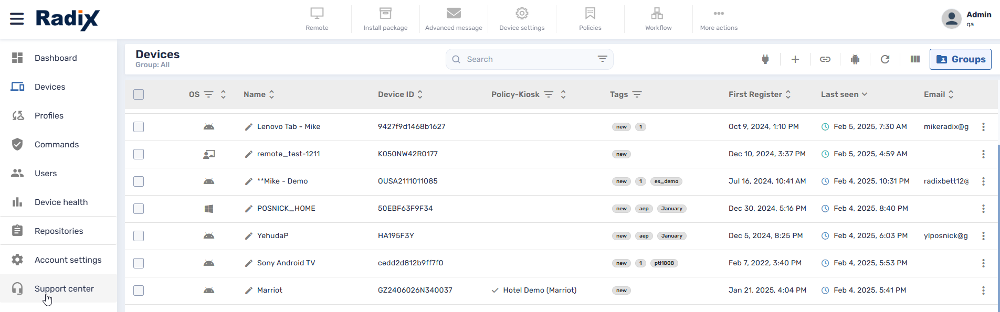 Radix
Remote
Install package
Advanced message
Device settings
Policies
Workflow
More actions
Admin
qa
Dashboard
Devices
Profiles
Commands
Users
Device health
Repositories
Account settings
Support center
Devices
Group: All
Search
Groups
OS Name Device ID Policy-Kiosk Tags First Register Last seen Email
Lenovo Tab - Mike 9427f9d1468b1627 new 1 Oct 9, 2024, 1:10 PM Feb 5, 2025, 7:30 AM mikeradix@g
remote_test-1211 K050NW42R0177 new Dec 10, 2024, 3:37 PM Feb 5, 2025, 4:59 AM
**Mike - Demo OUSA2111011085 new 1 es_demo Jul 16, 2024, 10:41 AM Feb 4, 2025, 10:31 PM radixbett12@
POSNICK_HOME 50EBF63F9F34 new aep January Dec 30, 2024, 5:16 PM Feb 4, 2025, 8:40 PM
YehudaP HA195F3Y new aep January Dec 5, 2024, 8:25 PM Feb 4, 2025, 6:03 PM ylposnick@g
Sony Android TV cedd2d812b9ff7f0 new 1 ptl1808 Feb 7, 2022, 3:40 PM Feb 4, 2025, 5:53 PM
Marriot GZ2406026N340037 Hotel Demo (Marriot) new Jan 21, 2025, 4:04 PM Feb 4, 2025, 5:41 PM